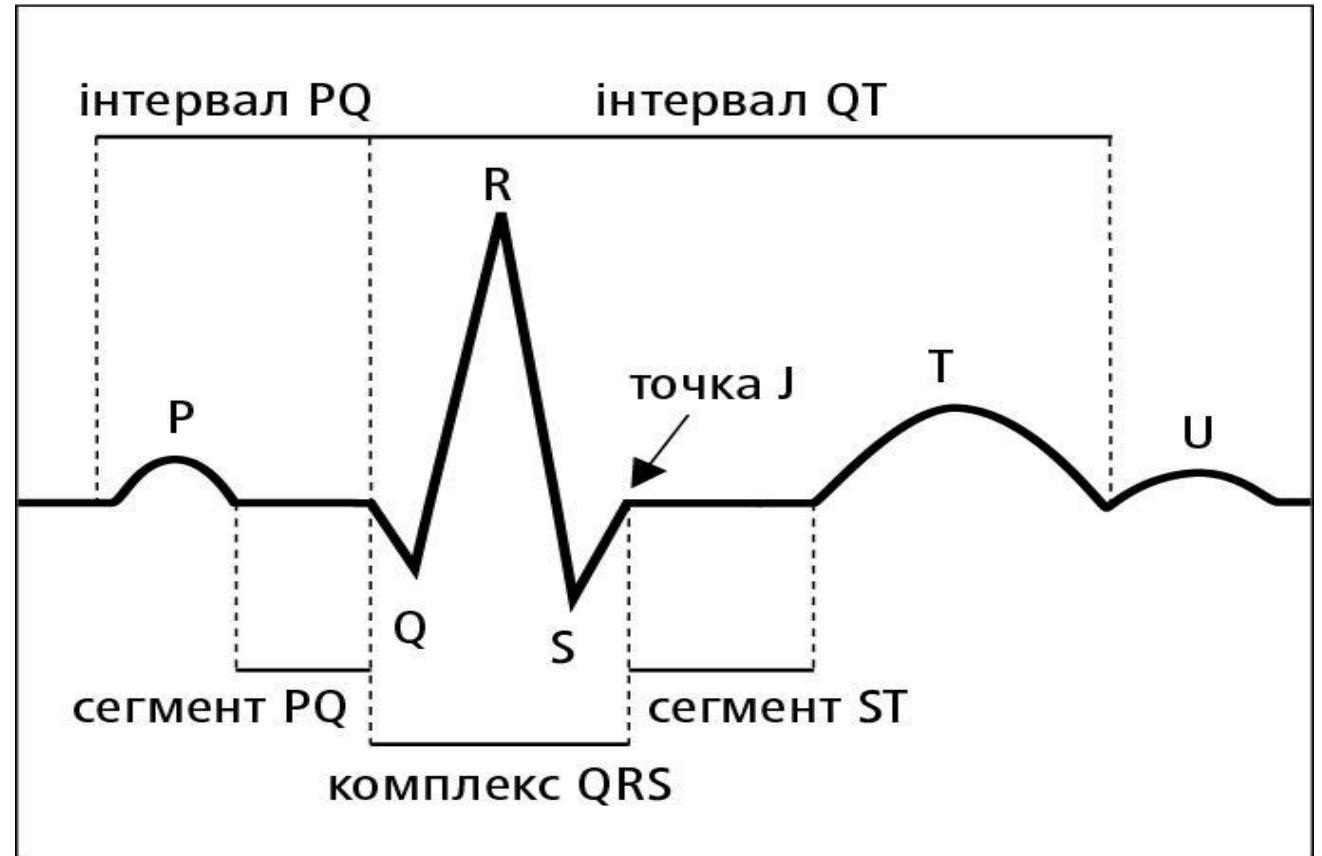 інтервал PQ
інтервал QT
R
P
точка J
T
U
Q
S
сегмент PQ
сегмент ST
комплекс QRS